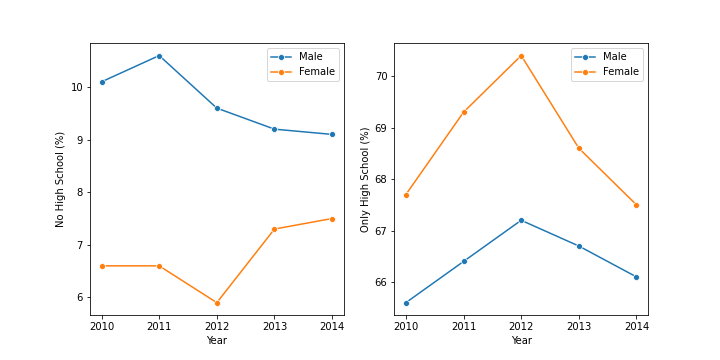 No High School (%)
10
9
8
7
6
Male
Female
2010 2011 2012 2013 2014
Year
Only High School (%)
70
69
68
67
66
Male
Female
2010 2011 2012 2013 2014
Year